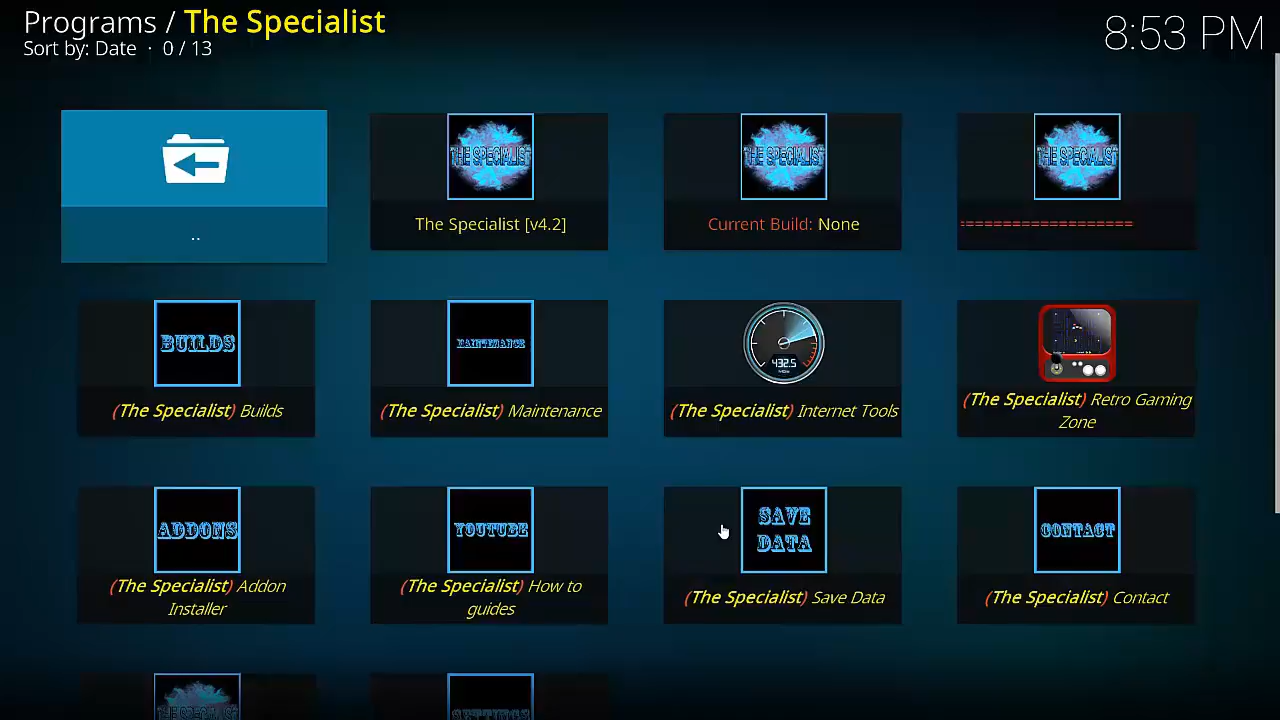 Programs / The Specialist
Sort by: Date · 0 / 13
8:53 PM
..
THE SPECIALIST
The Specialist [v4.2]
THE SPECIALIST
Current Build: None
THE SPECIALIST
===================
BUILDS
(The Specialist) Builds
MAINTENANCE
(The Specialist) Maintenance
432.5
(The Specialist) Internet Tools
(The Specialist) Retro Gaming
Zone
ADDONS
(The Specialist) Addon
Installer
YOUTUBE
(The Specialist) How to
guides
SAVE
DATA
(The Specialist) Save Data
CONTACT
(The Specialist) Contact
THE SPECIALIST
SETTINGS